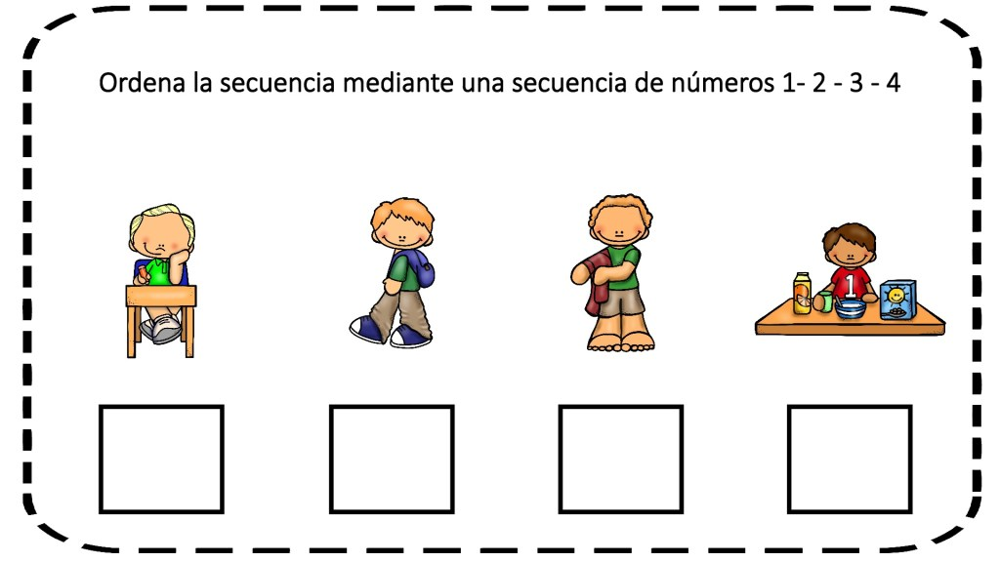 Ordena la secuencia mediante una secuencia de números 1- 2 - 3 - 4
1